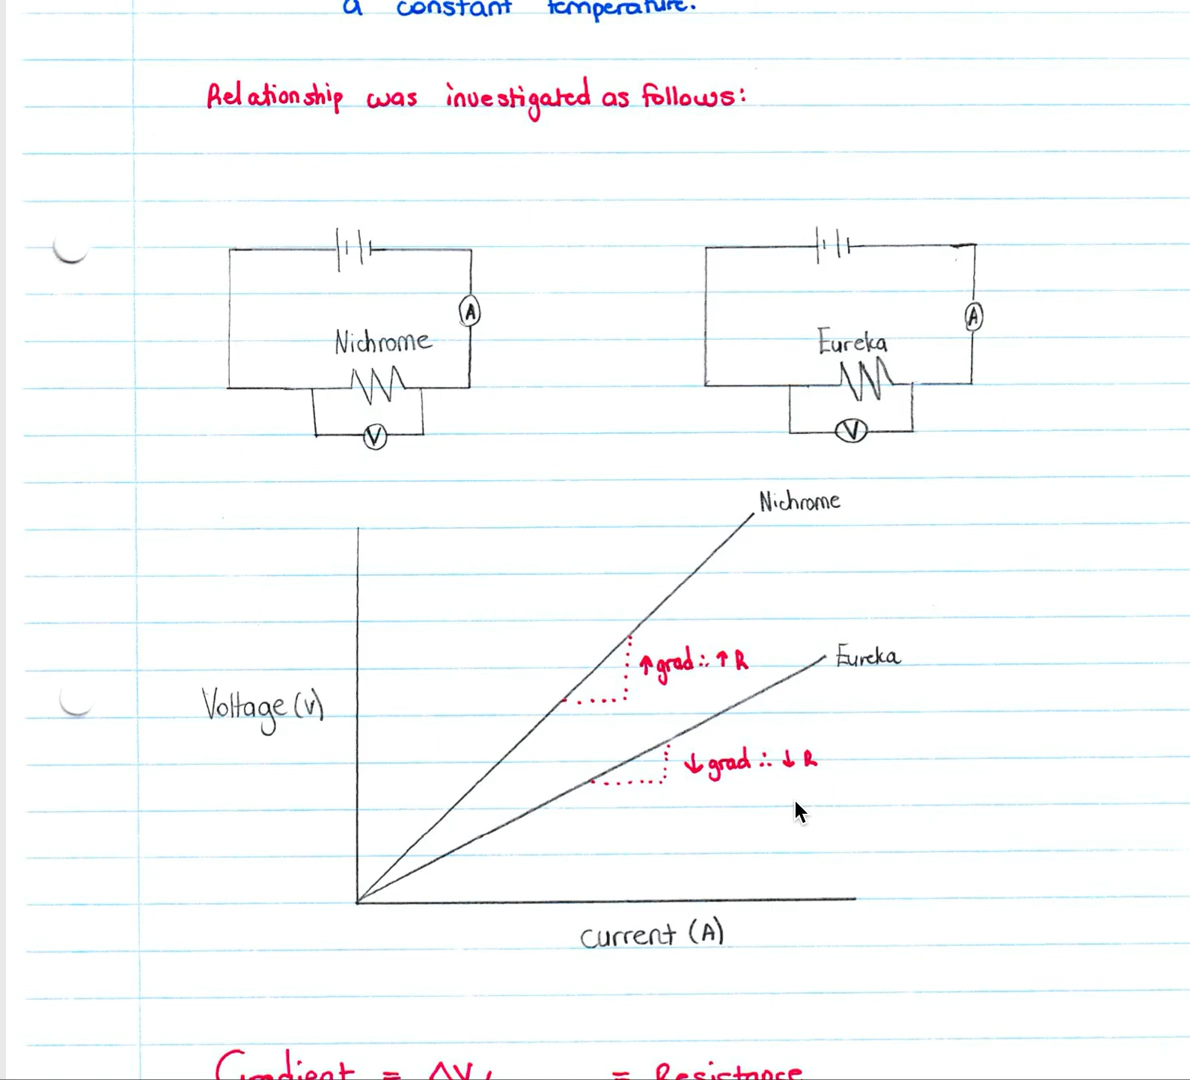 a constant temperature.
Relationship was investigated as follows:
Nichrome
A
V
Eureka
A
V
Nichrome
↑ grad ∴ ↑ R
Eureka
Voltage (V)
↓ grad ∴ ↓ R
Current (A)
Gradient = ΔV = Resistance